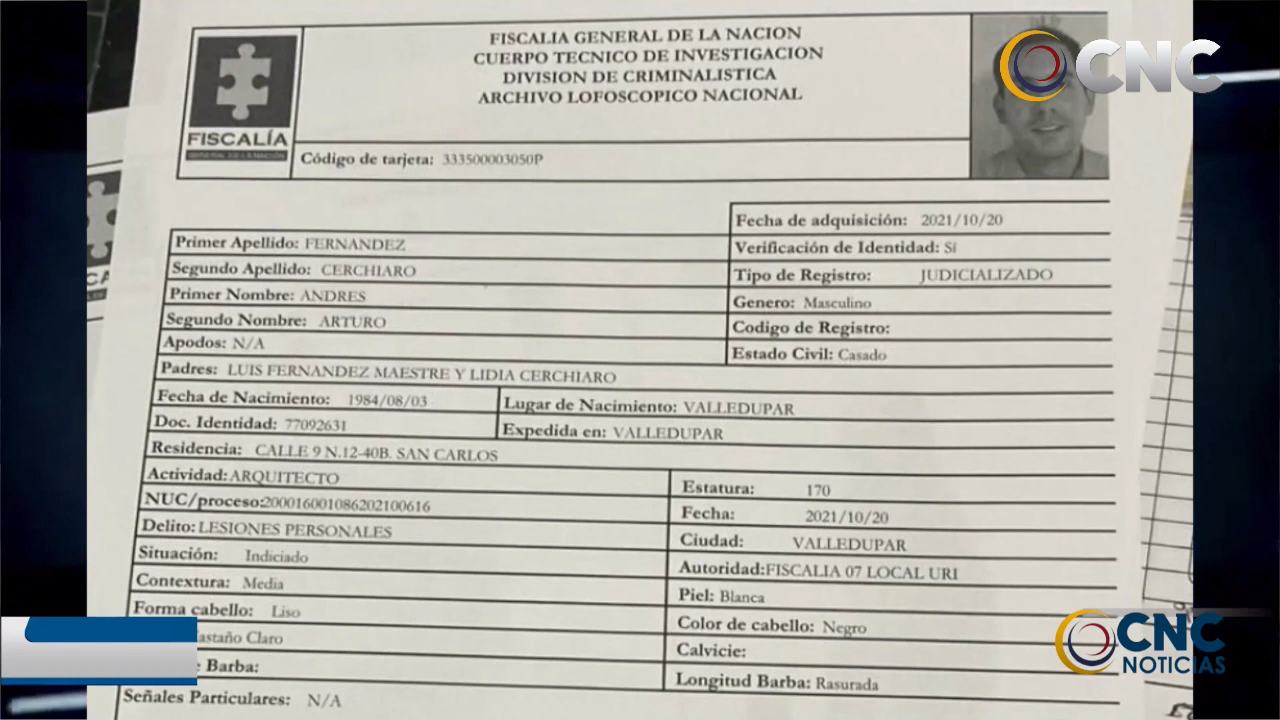 FISCALIA GENERAL DE LA NACION
CUERPO TECNICO DE INVESTIGACION
DIVISION DE CRIMINALISTICA
ARCHIVO LOFOSCOPICO NACIONAL
CNC
FISCALÍA
GENERAL DE LA NACIÓN
Código de tarjeta: 333500003050P
Fecha de adquisición: 2021/10/20
Primer Apellido: FERNANDEZ
Verificación de Identidad: Sí
Segundo Apellido: CERCHIARO
Tipo de Registro: JUDICIALIZADO
Primer Nombre: ANDRES
Genero: Masculino
Segundo Nombre: ARTURO
Codigo de Registro:
Apodos: N/A
Estado Civil: Casado
Padres: LUIS FERNANDEZ MAESTRE Y LIDIA CERCHIARO
Fecha de Nacimiento: 1984/08/03
Lugar de Nacimiento: VALLEDUPAR
Doc. Identidad: 77092631
Expedida en: VALLEDUPAR
Residencia: CALLE 9 N.12-40B. SAN CARLOS
Actividad: ARQUITECTO
Estatura: 170
NUC/proceso:200016001086202100616
Fecha: 2021/10/20
Delito: LESIONES PERSONALES
Ciudad: VALLEDUPAR
Situación: Indiciado
Autoridad:FISCALIA 07 LOCAL URI
Contextura: Media
Piel: Blanca
Forma cabello: Liso
Color de cabello: Negro
astaño Claro
Calvicie:
Barba:
Longitud Barba: Rasurada
Señales Particulares: N/A
CNC
NOTICIAS